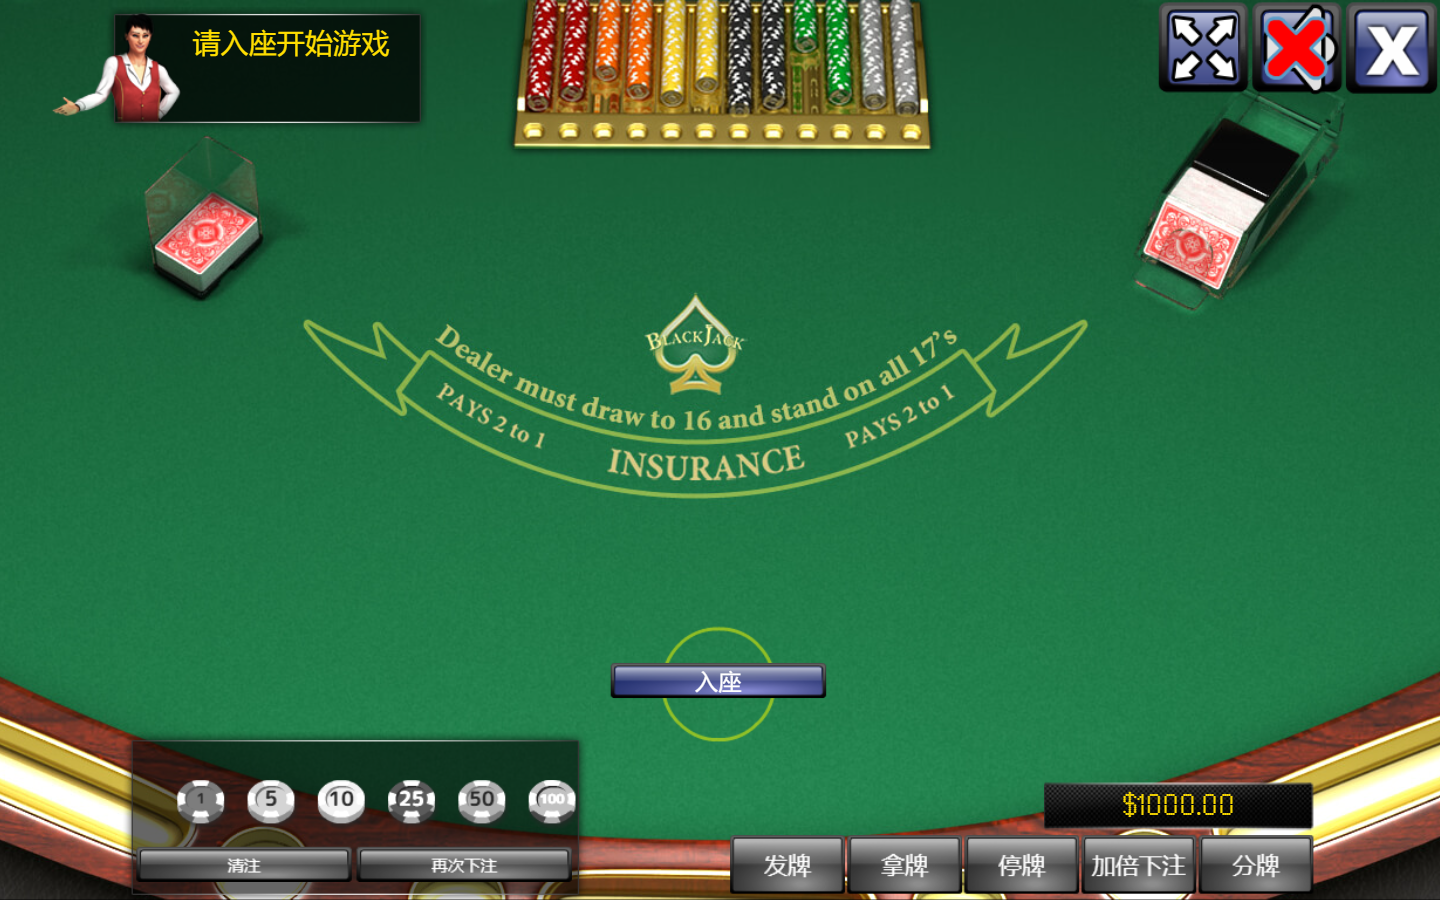 请入座开始游戏
X
BLACKJACK
Dealer must draw to 16 and stand on all 17's
PAYS 2 to 1
INSURANCE
PAYS 2 to 1
入座
1
5
10
25
50
100
$1000.00
清注
再次下注
发牌
拿牌
停牌
加倍下注
分牌